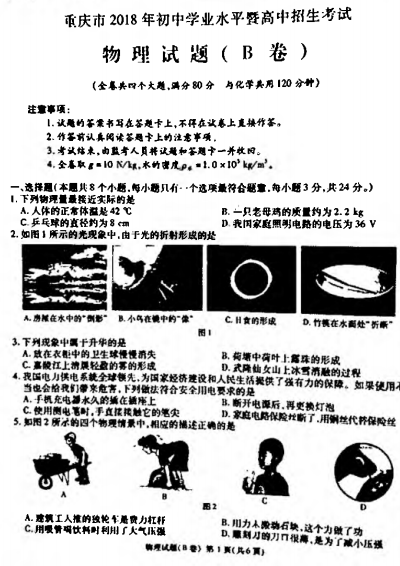 重庆市2018年初中学业水平暨高中招生考试
物理试题(B卷)
(全卷共四个大题,满分80分 与化学共用120分钟)
注意事项:
1.试题的答案书写在答题卡上,不得在试卷上直接作答。
2.作答前认真阅读答题卡上的注意事项。
3.考试结束,由监考人员将试题和答题卡一并收回。
4.全卷取g=10 N/kg,水的密度ρ水=1.0×10³ kg/m³。
一、选择题(本题共8个小题,每小题只有一个选项最符合题意,每小题3分,共24分。)
1.下列物理量最接近实际的是
A.人体的正常体温是42 ℃ B.一只老母鸡的质量约为2.2 kg
C.乒乓球的直径约为8 cm D.我国家庭照明电路的电压为36 V
2.如图1所示的光现象中,由于光的折射形成的是
A.房屋在水中的“倒影” B.小鸟在镜中的“像” C.日食的形成 D.竹筷在水面处“折断”
图1
3.下列现象中属于升华的是
A.放在衣柜中的卫生球慢慢消失 B.荷塘中荷叶上露珠的形成
C.嘉陵江上清晨轻盈的雾的形成 D.武隆仙女山上冰雪消融的过程
4.我国电力供电系统全球领先,为国家经济建设和人民生活提供了强有力的保障。如果使用不
当也会给我们带来危害,下列做法符合安全用电要求的是
A.手机充电器永久的插在插座上 B.断开电源后,再更换灯泡
C.使用测电笔时,手直接接触它的笔尖 D.家庭电路保险丝断了,用铜丝代替保险丝
5.如图2所示的四个物理情景中,相应的描述正确的是
A B C D
图2
A.建筑工人推的独轮车是费力杠杆 B.用力未搬动石块,这个力做了功
C.用吸管喝饮料时利用了大气压强 D.雕刻刀的刀口很薄,是为了减小压强
物理试题(B卷) 第1页(共6页)